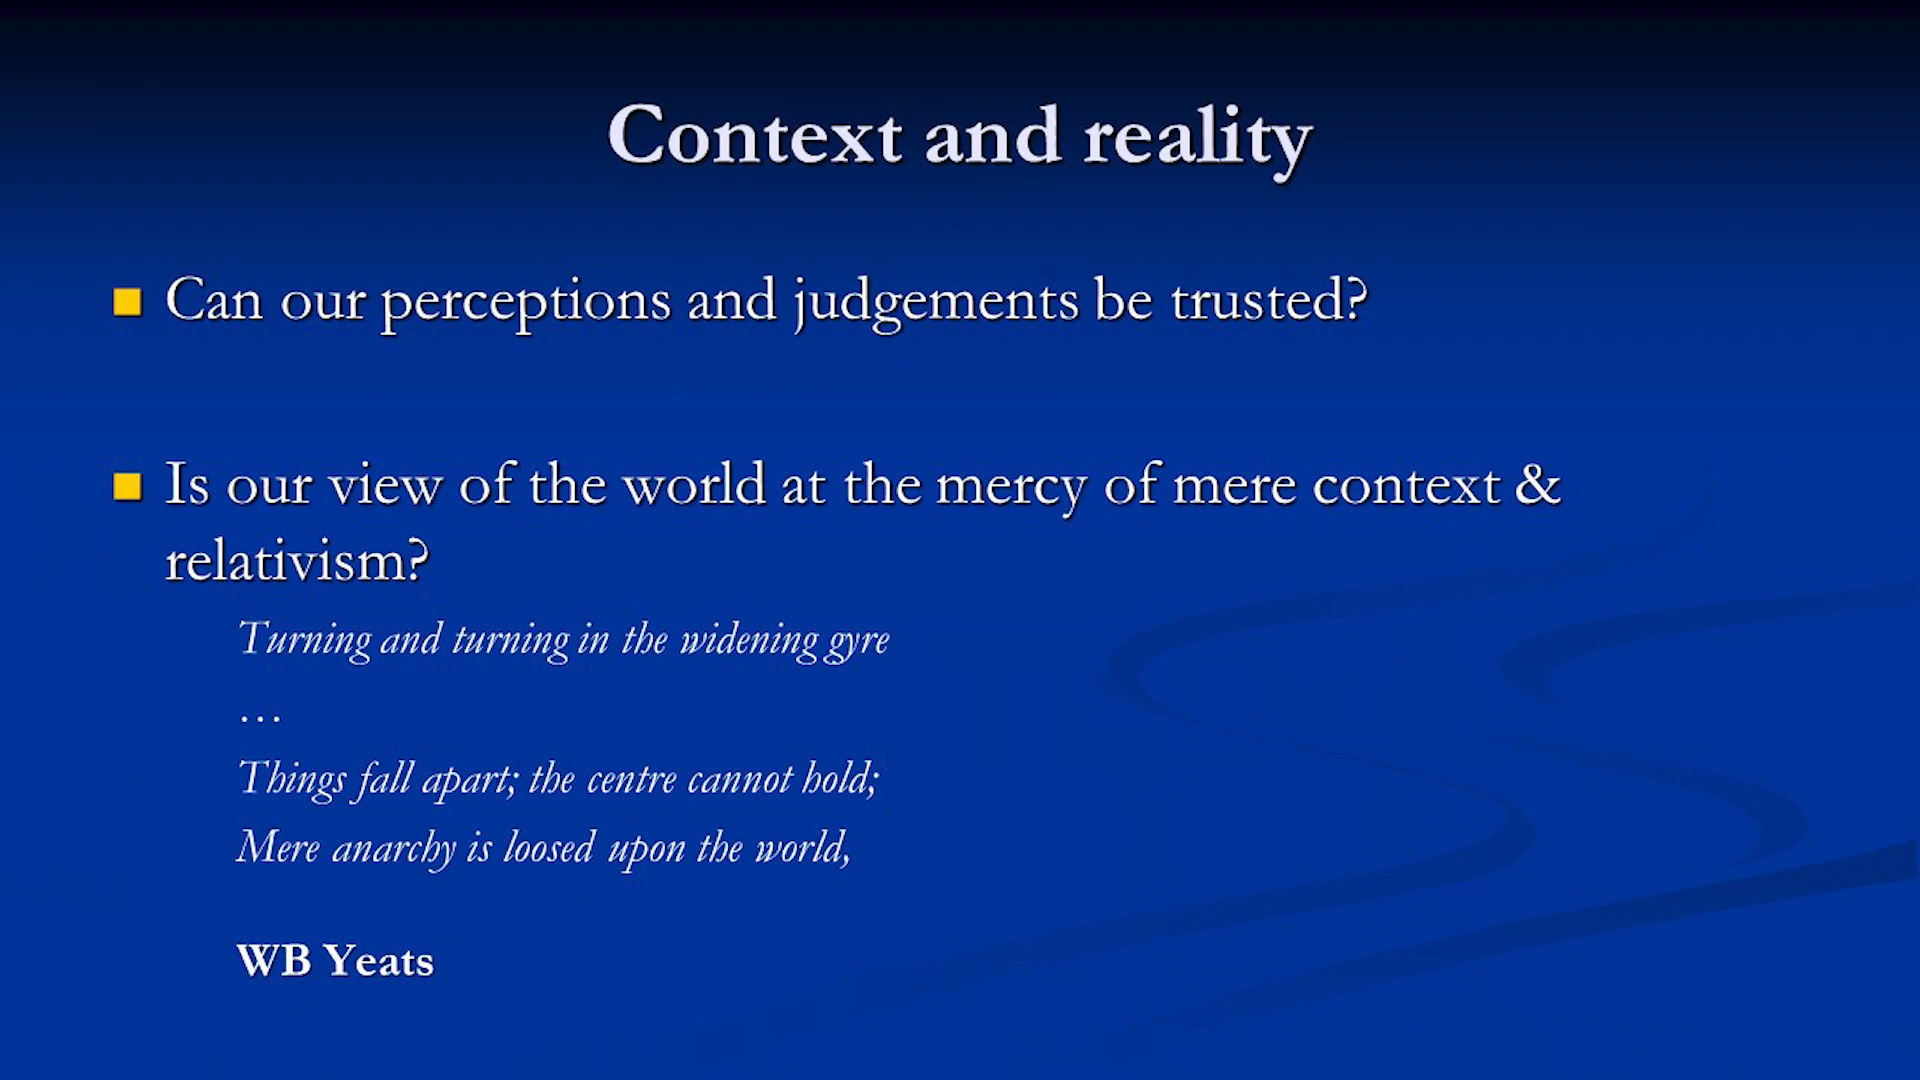 Context and reality
Can our perceptions and judgements be trusted?
Is our view of the world at the mercy of mere context &
relativism?
Turning and turning in the widening gyre
…
Things fall apart; the centre cannot hold;
Mere anarchy is loosed upon the world,
WB Yeats